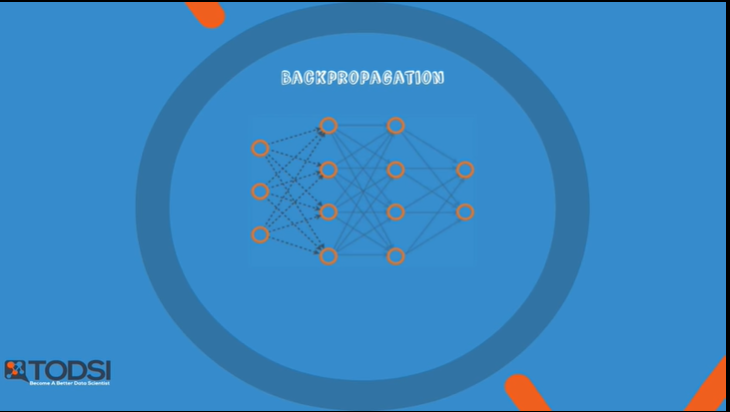 BACKPROPAGATION
TODSI
Become A Better Data Scientist